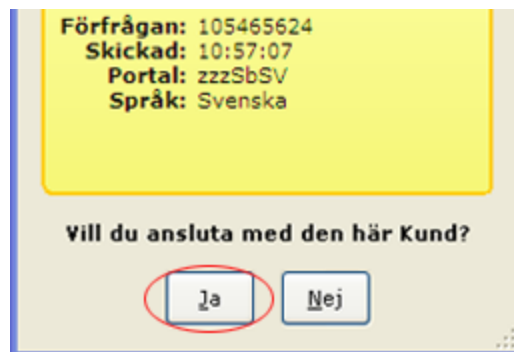 Förfrågan: 105465624
Skickad: 10:57:07
Portal: zzzSbSV
Språk: Svenska
Vill du ansluta med den här Kund?
Ja Nej